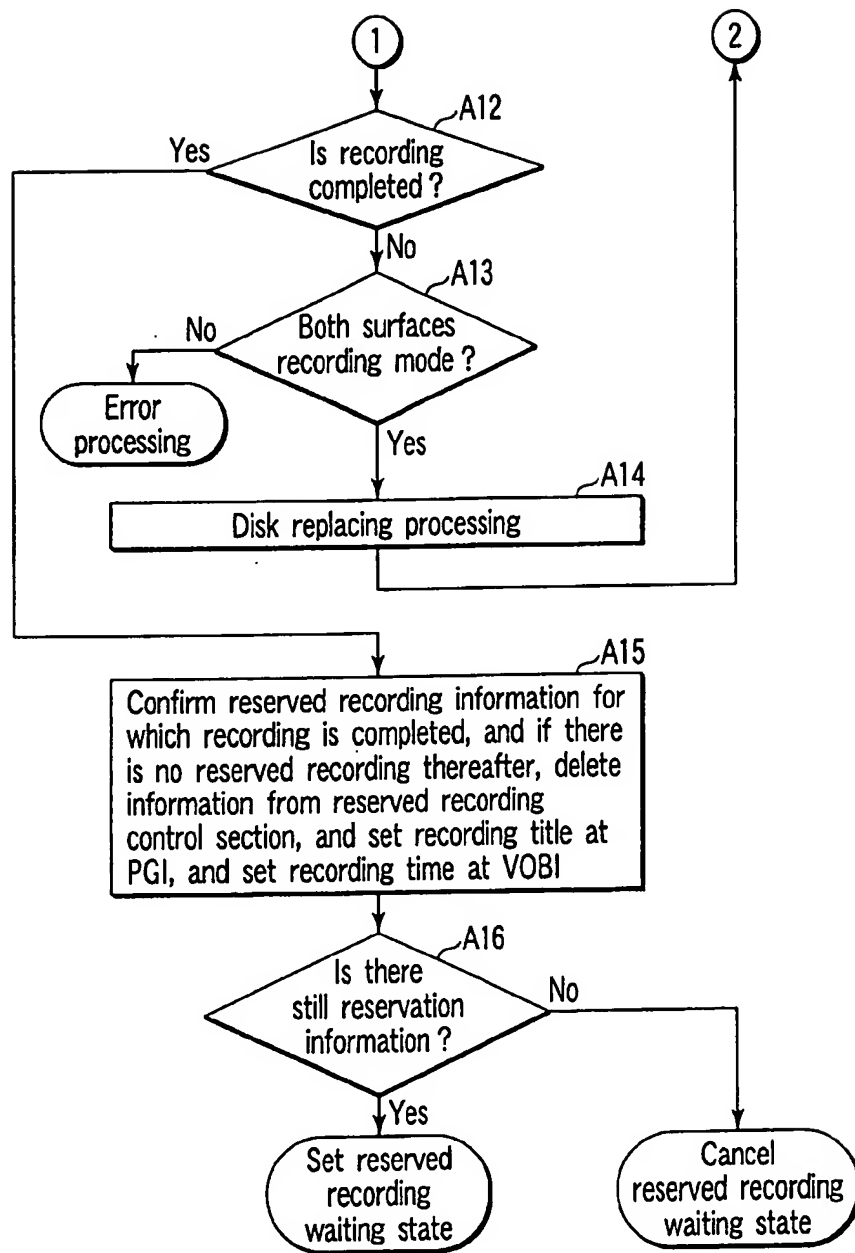 1
2
A12
Yes
Is recording
completed ?
No
A13
No
Both surfaces
recording mode ?
Error
processing
Yes
A14
Disk replacing processing
A15
Confirm reserved recording information for
which recording is completed, and if there
is no reserved recording thereafter, delete
information from reserved recording
control section, and set recording title at
PGI, and set recording time at VOBI
A16
Is there
still reservation
information ?
No
Yes
Set reserved
recording
waiting state
Cancel
reserved recording
waiting state